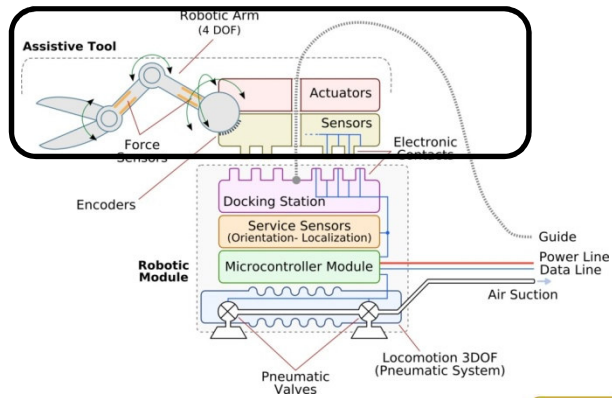 Robotic Arm
(4 DOF)
Assistive Tool
Actuators
Sensors
Force
Sensors
Electronic
Contacts
Encoders
Docking Station
Service Sensors
(Orientation- Localization)
Microcontroller Module
Robotic
Module
Guide
Power Line
Data Line
Air Suction
Locomotion 3DOF
(Pneumatic System)
Pneumatic
Valves